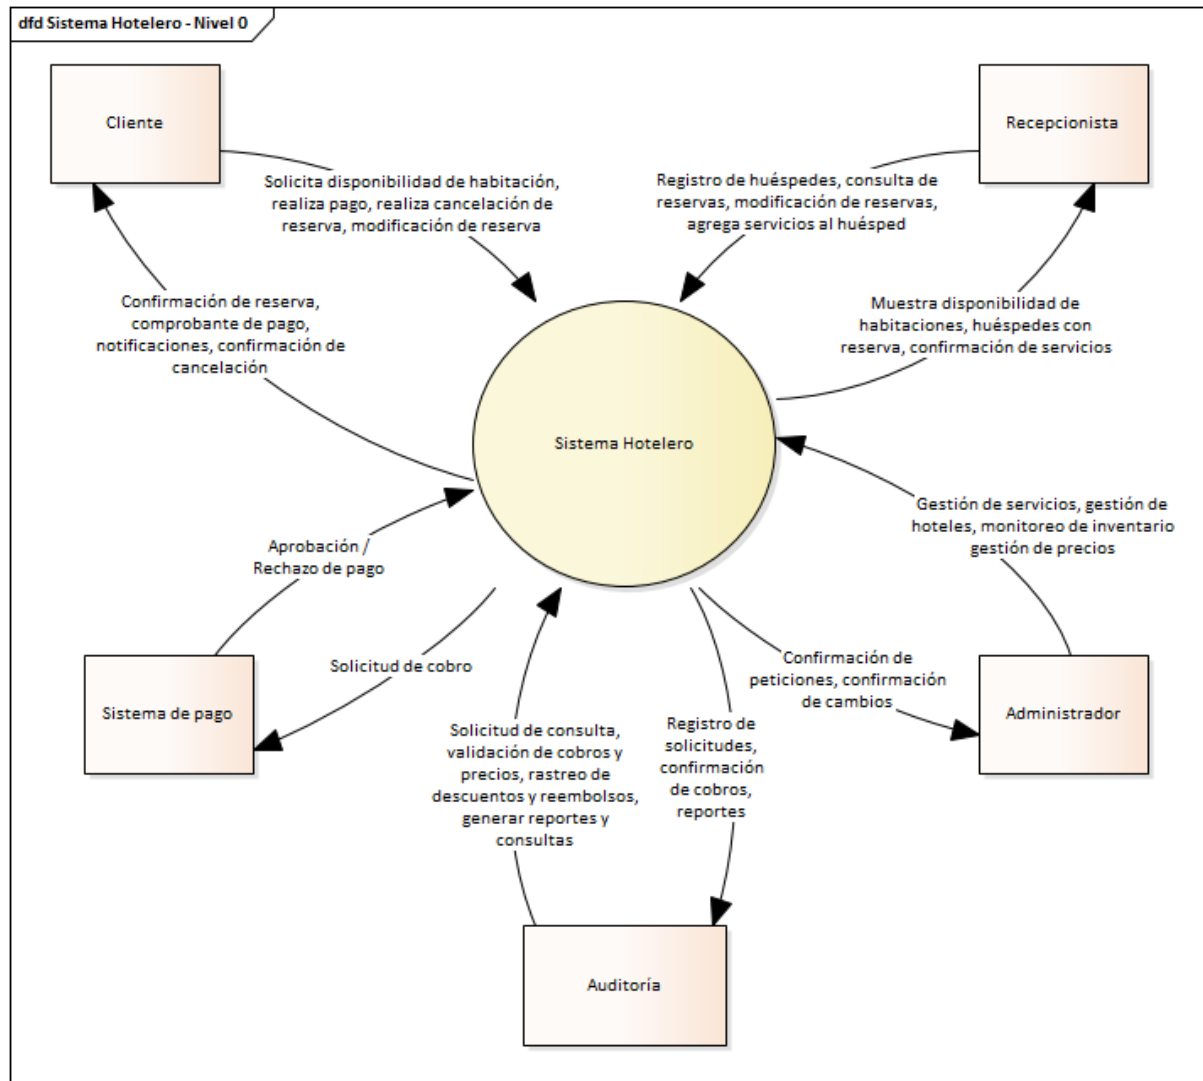 dfd Sistema Hotelero - Nivel 0
Cliente
Recepcionista
Solicita disponibilidad de habitación,
realiza pago, realiza cancelación de
reserva, modificación de reserva
Registro de huéspedes, consulta de
reservas, modificación de reservas,
agrega servicios al huésped
Confirmación de reserva,
comprobante de pago,
notificaciones, confirmación de
cancelación
Muestra disponibilidad de
habitaciones, huéspedes con
reserva, confirmación de servicios
Sistema Hotelero
Aprobación /
Rechazo de pago
Gestión de servicios, gestión de
hoteles, monitoreo de inventario
gestión de precios
Solicitud de cobro
Confirmación de
peticiones, confirmación
de cambios
Sistema de pago
Administrador
Solicitud de consulta,
validación de cobros y
precios, rastreo de
descuentos y reembolsos,
generar reportes y
consultas
Registro de
solicitudes,
confirmación
de cobros,
reportes
Auditoría